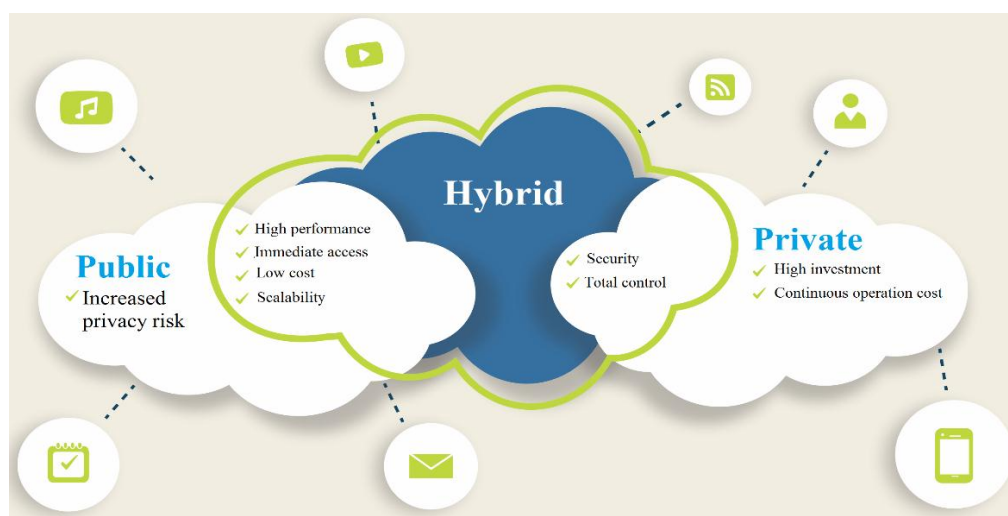 Hybrid
Public
Increased
privacy risk
High performance
Immediate access
Low cost
Scalability
Security
Total control
Private
High investment
Continuous operation cost